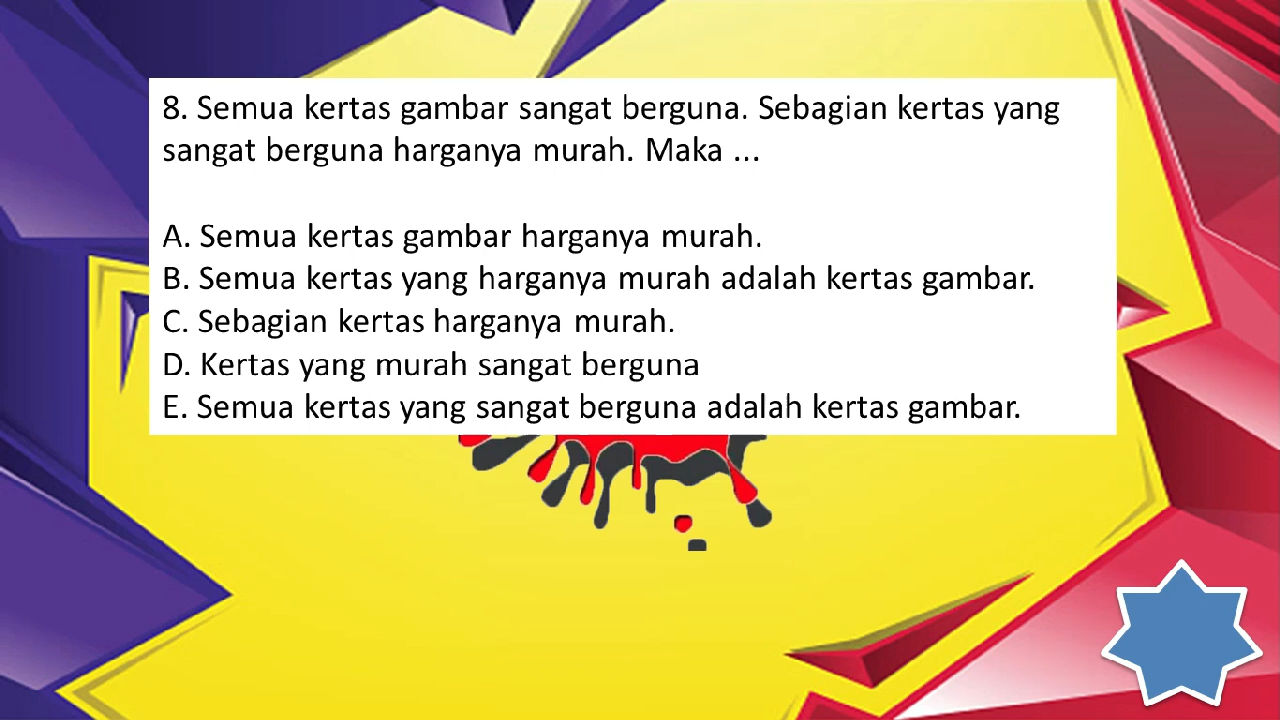 8. Semua kertas gambar sangat berguna. Sebagian kertas yang
sangat berguna harganya murah. Maka ...
A. Semua kertas gambar harganya murah.
B. Semua kertas yang harganya murah adalah kertas gambar.
C. Sebagian kertas harganya murah.
D. Kertas yang murah sangat berguna
E. Semua kertas yang sangat berguna adalah kertas gambar.